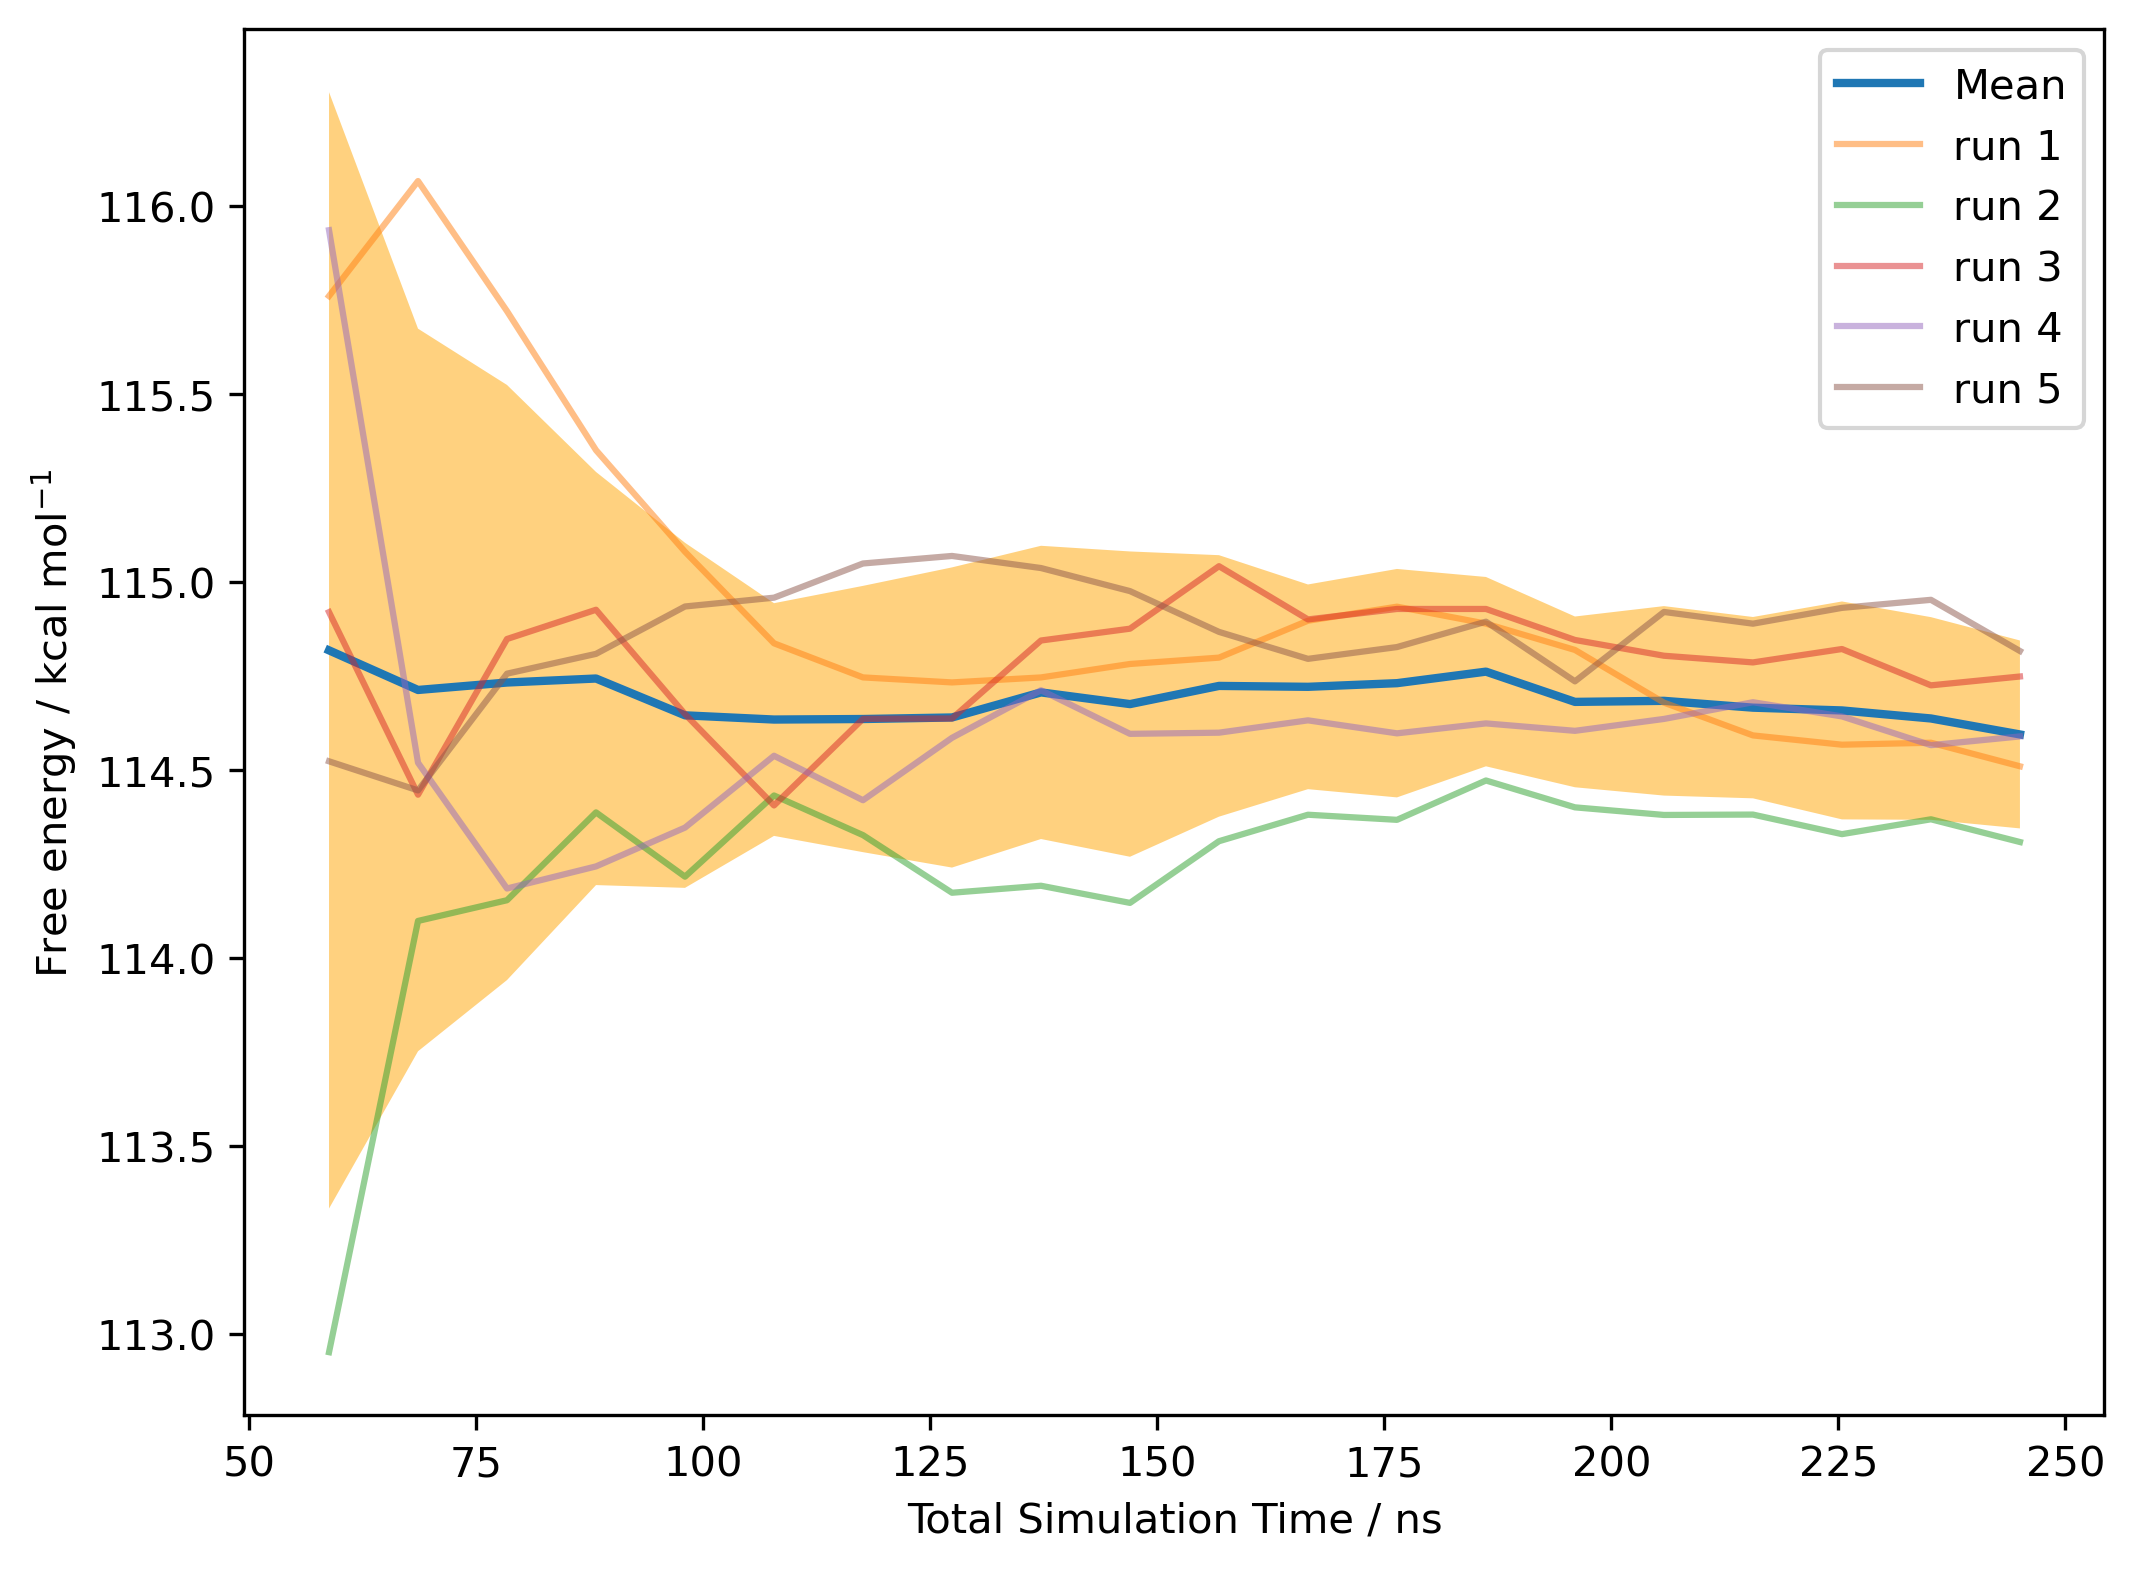 Mean
run 1
run 2
run 3
run 4
run 5
116.0
115.5
115.0
114.5
114.0
113.5
113.0
Free energy / kcal mol⁻¹
50 75 100 125 150 175 200 225 250
Total Simulation Time / ns